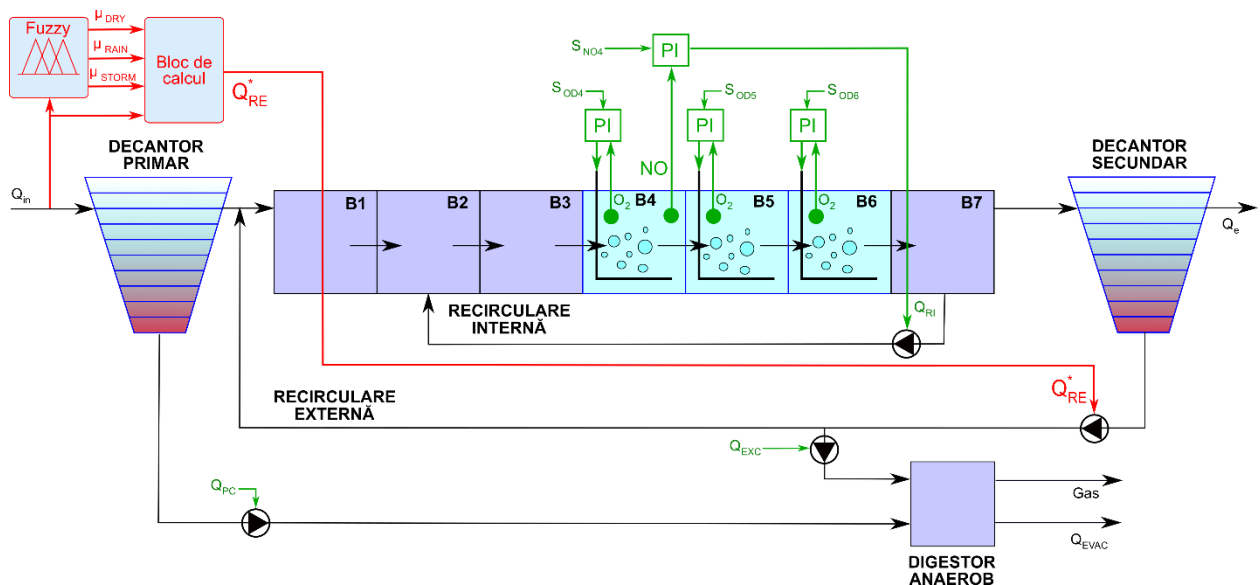 Fuzzy
μ DRY
μ RAIN
μ STORM
Bloc de
calcul
Q*RE
S NO4
PI
S OD4
PI
S OD5
PI
S OD6
PI
NO
DECANTOR
PRIMAR
DECANTOR
SECUNDAR
Qin
B1
B2
B3
O2
B4
O2
B5
O2
B6
B7
Qe
RECIRCULARE
INTERNĂ
QRI
RECIRCULARE
EXTERNĂ
Q*RE
QEXC
QPC
Gas
QEVAC
DIGESTOR
ANAEROB